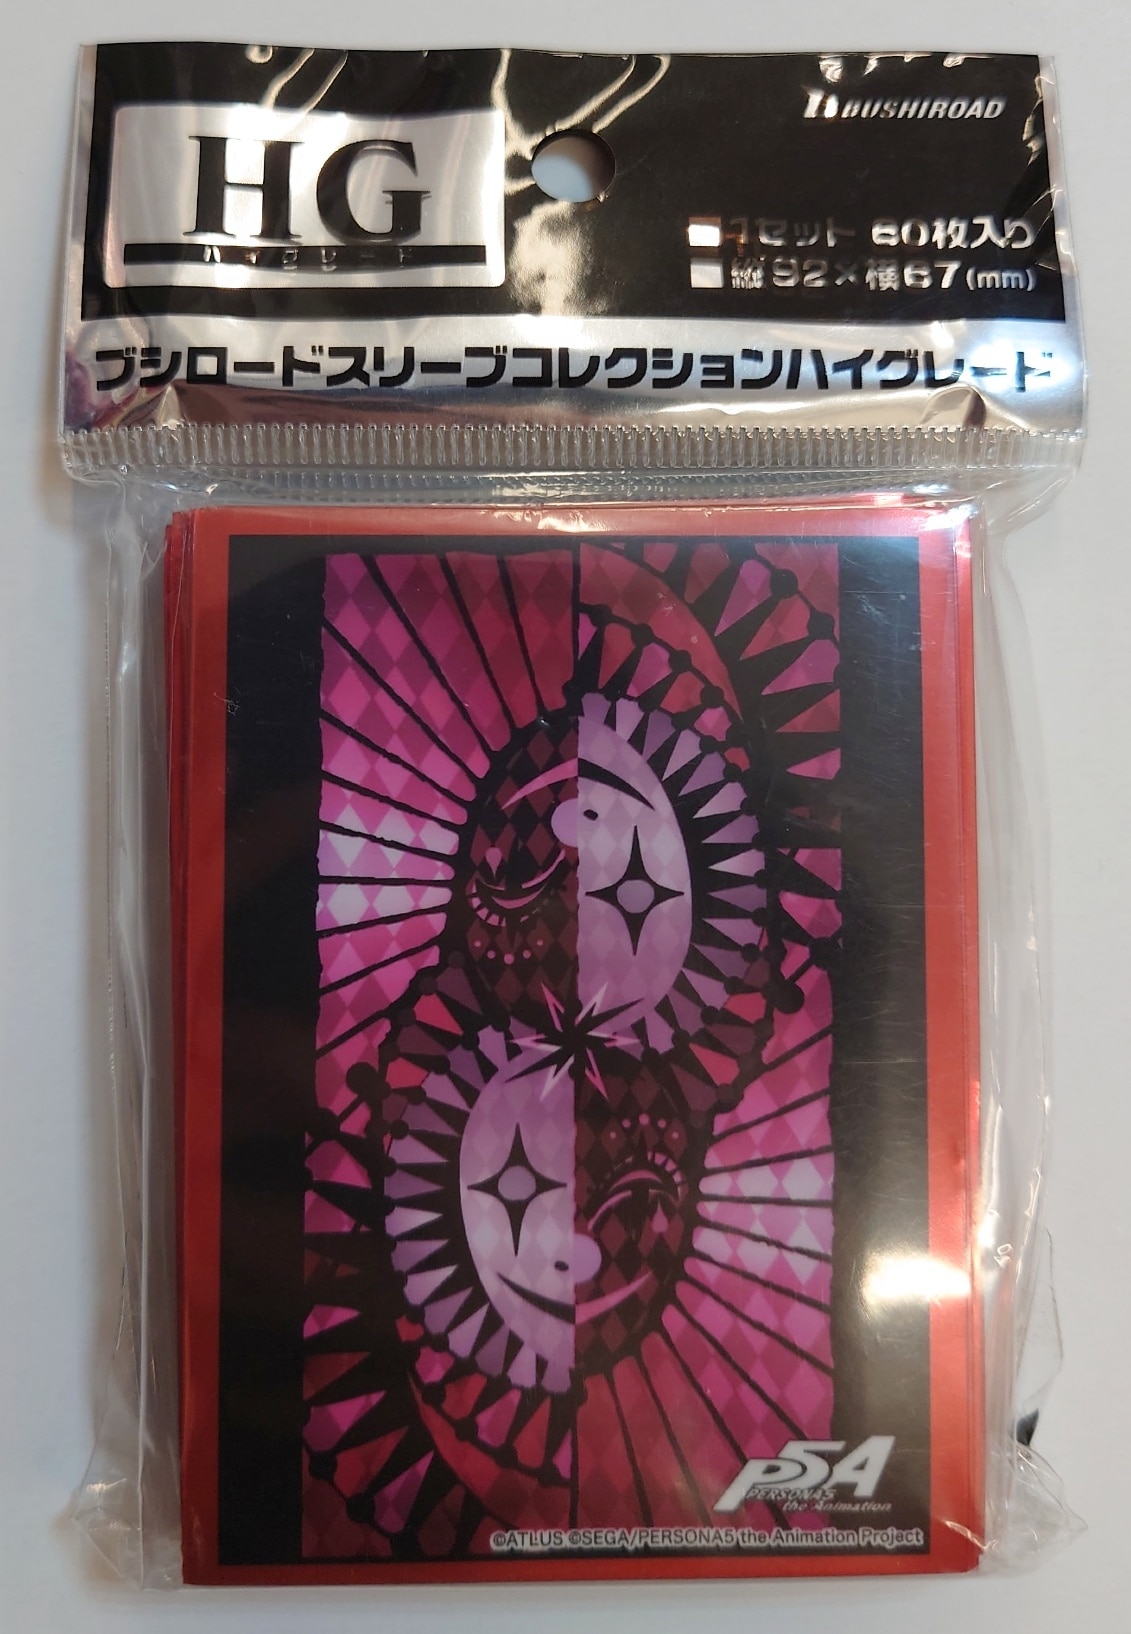 BUSHIROAD
HG
ハイグレード
■1セット 60枚入り
■縦92×横67(mm)
ブシロードスリーブコレクションハイグレード
P5A
PERSONA5
the Animation
©ATLUS ©SEGA/PERSONA5 the Animation Project